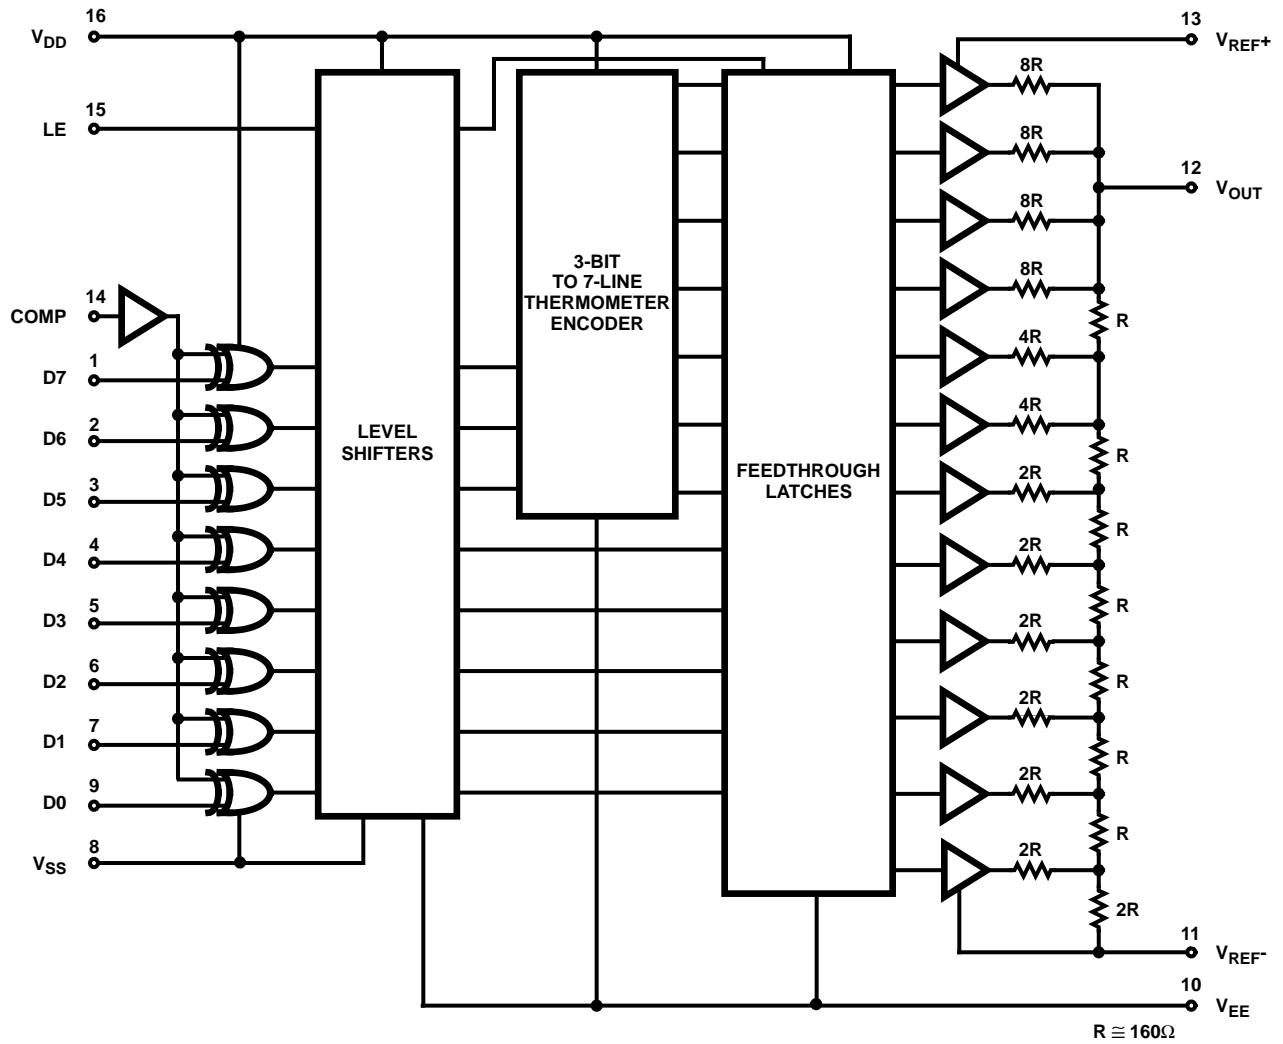 16
V_DD
15
LE
14
COMP
1
D7
2
D6
3
D5
4
D4
5
D3
6
D2
7
D1
9
D0
8
V_SS
LEVEL
SHIFTERS
3-BIT
TO 7-LINE
THERMOMETER
ENCODER
FEEDTHROUGH
LATCHES
8R
8R
8R
8R
4R
4R
2R
2R
2R
2R
2R
2R
R
R
R
R
R
R
R
2R
13
V_REF+
12
V_OUT
11
V_REF-
10
V_EE
R ≅ 160Ω